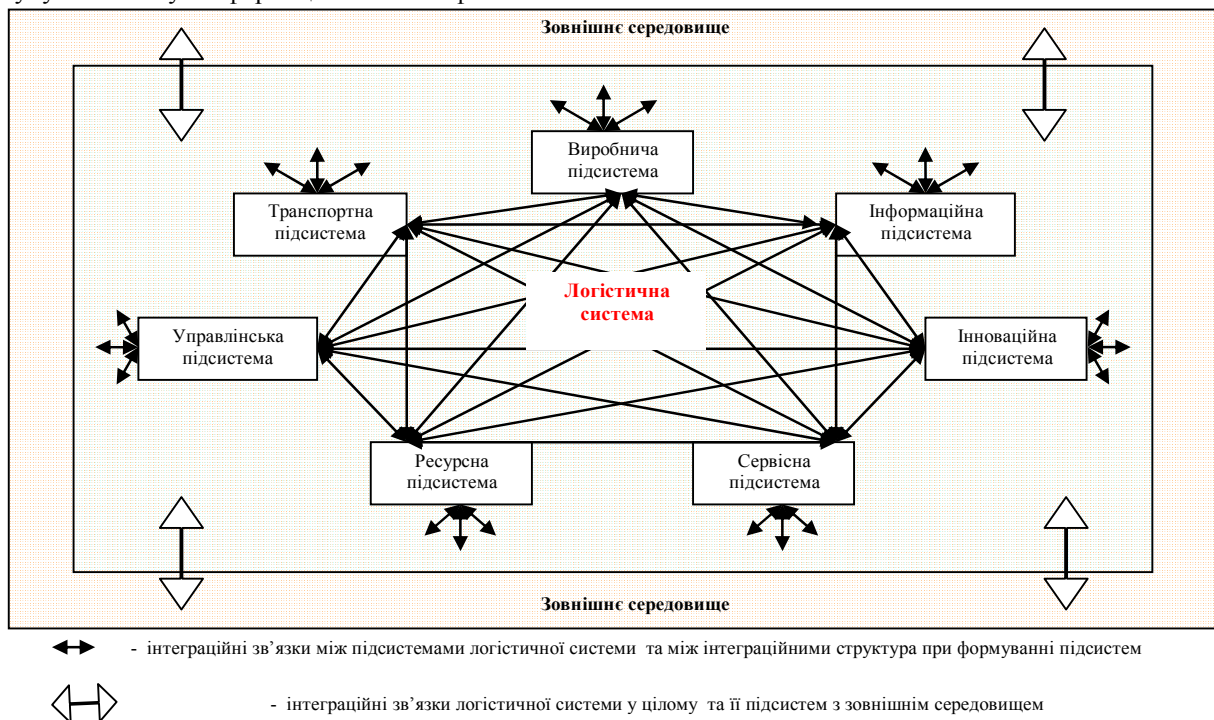 Зовнішнє середовище
Виробнича
підсистема
Транспортна
підсистема
Інформаційна
підсистема
Логістична
система
Управлінська
підсистема
Інноваційна
підсистема
Ресурсна
підсистема
Сервісна
підсистема
Зовнішнє середовище
- інтеграційні зв’язки між підсистемами логістичної системи та між інтеграційними структура при формуванні підсистем
- інтеграційні зв’язки логістичної системи у цілому та її підсистем з зовнішнім середовищем